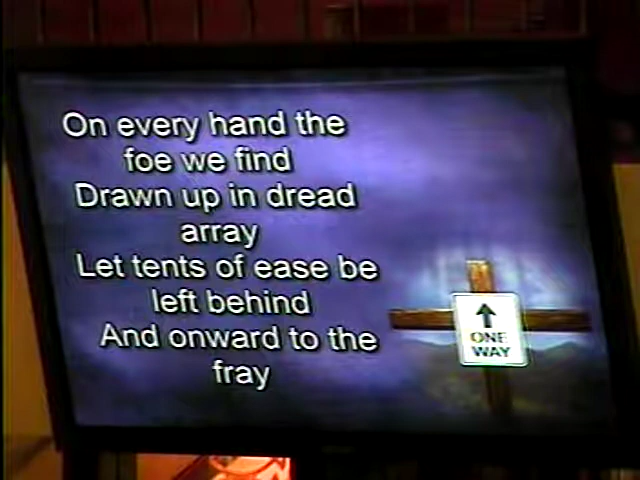 On every hand the
foe we find
Drawn up in dread
array
Let tents of ease be
left behind
And onward to the
fray
ONE
WAY